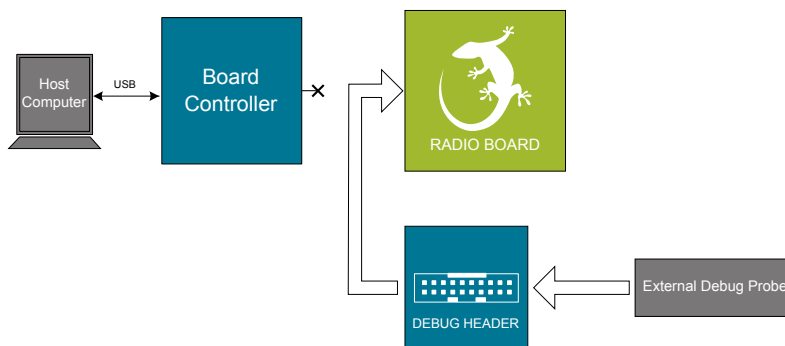 Host
Computer
USB
Board
Controller
RADIO BOARD
DEBUG HEADER
External Debug Probe